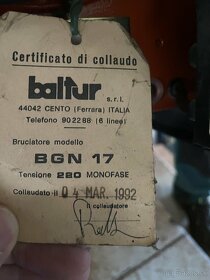 Certificato di collaudo
baltur s.r.l.
44042 CENTO (Ferrara) ITALIA
Telefono 902288 (6 linee)
Bruciatore modello
BGN 17
Tensione 280 MONOFASE
Collaudato il 04 MAR. 1992
Il collaudatore